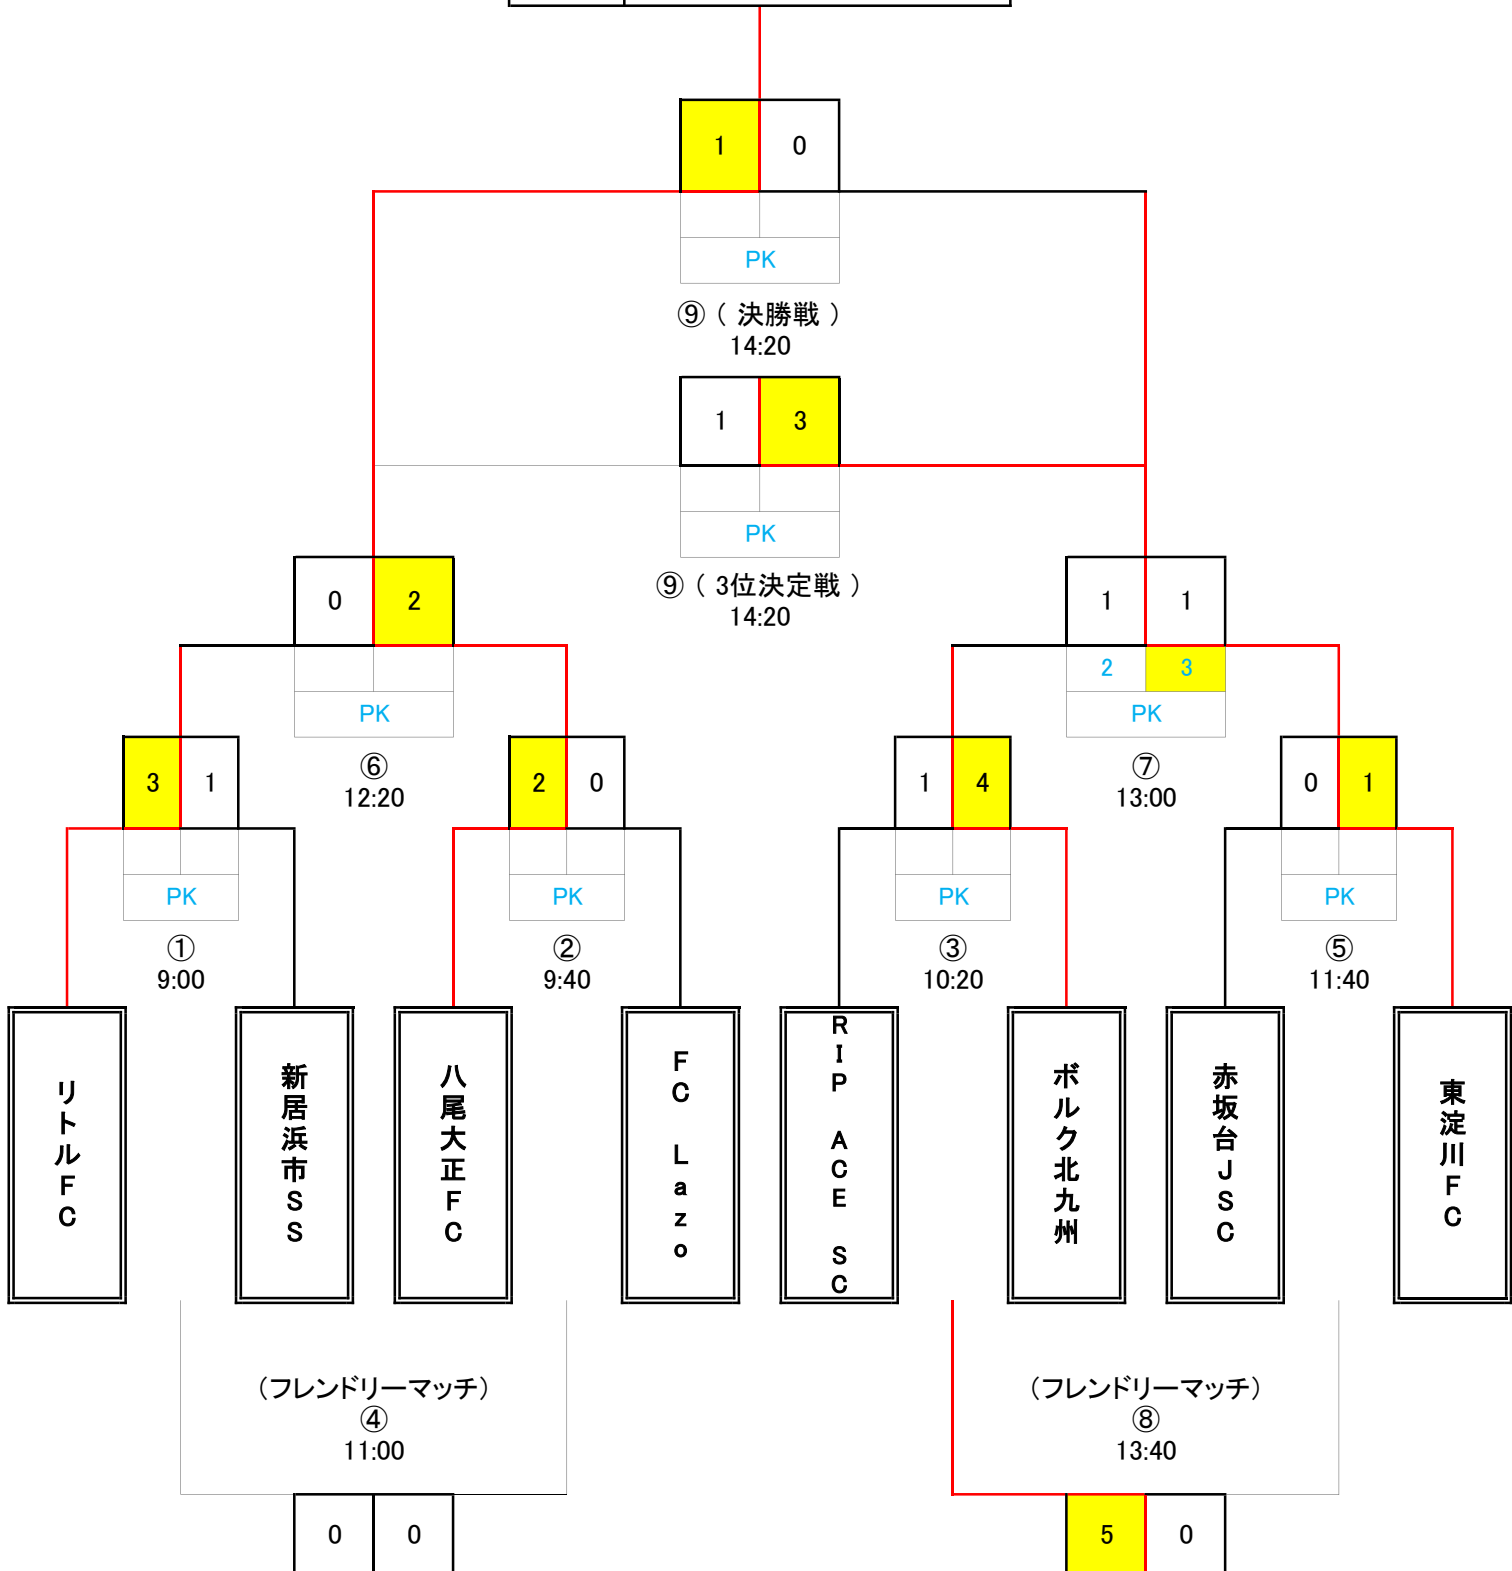 1 0
PK
⑨（ 決勝戦 ）
14:20
1 3
PK
⑨（ 3位決定戦 ）
14:20
0 2
PK
⑥
12:20
1 1
2 3
PK
⑦
13:00
3 1
PK
①
9:00
2 0
PK
②
9:40
1 4
PK
③
10:20
0 1
PK
⑤
11:40
リトルFC
新居浜市SS
八尾大正FC
FC Lazo
RIP ACE SC
ボルク北九州
赤坂台JSC
東淀川FC
（フレンドリーマッチ）
④
11:00
0 0
（フレンドリーマッチ）
⑧
13:40
5 0